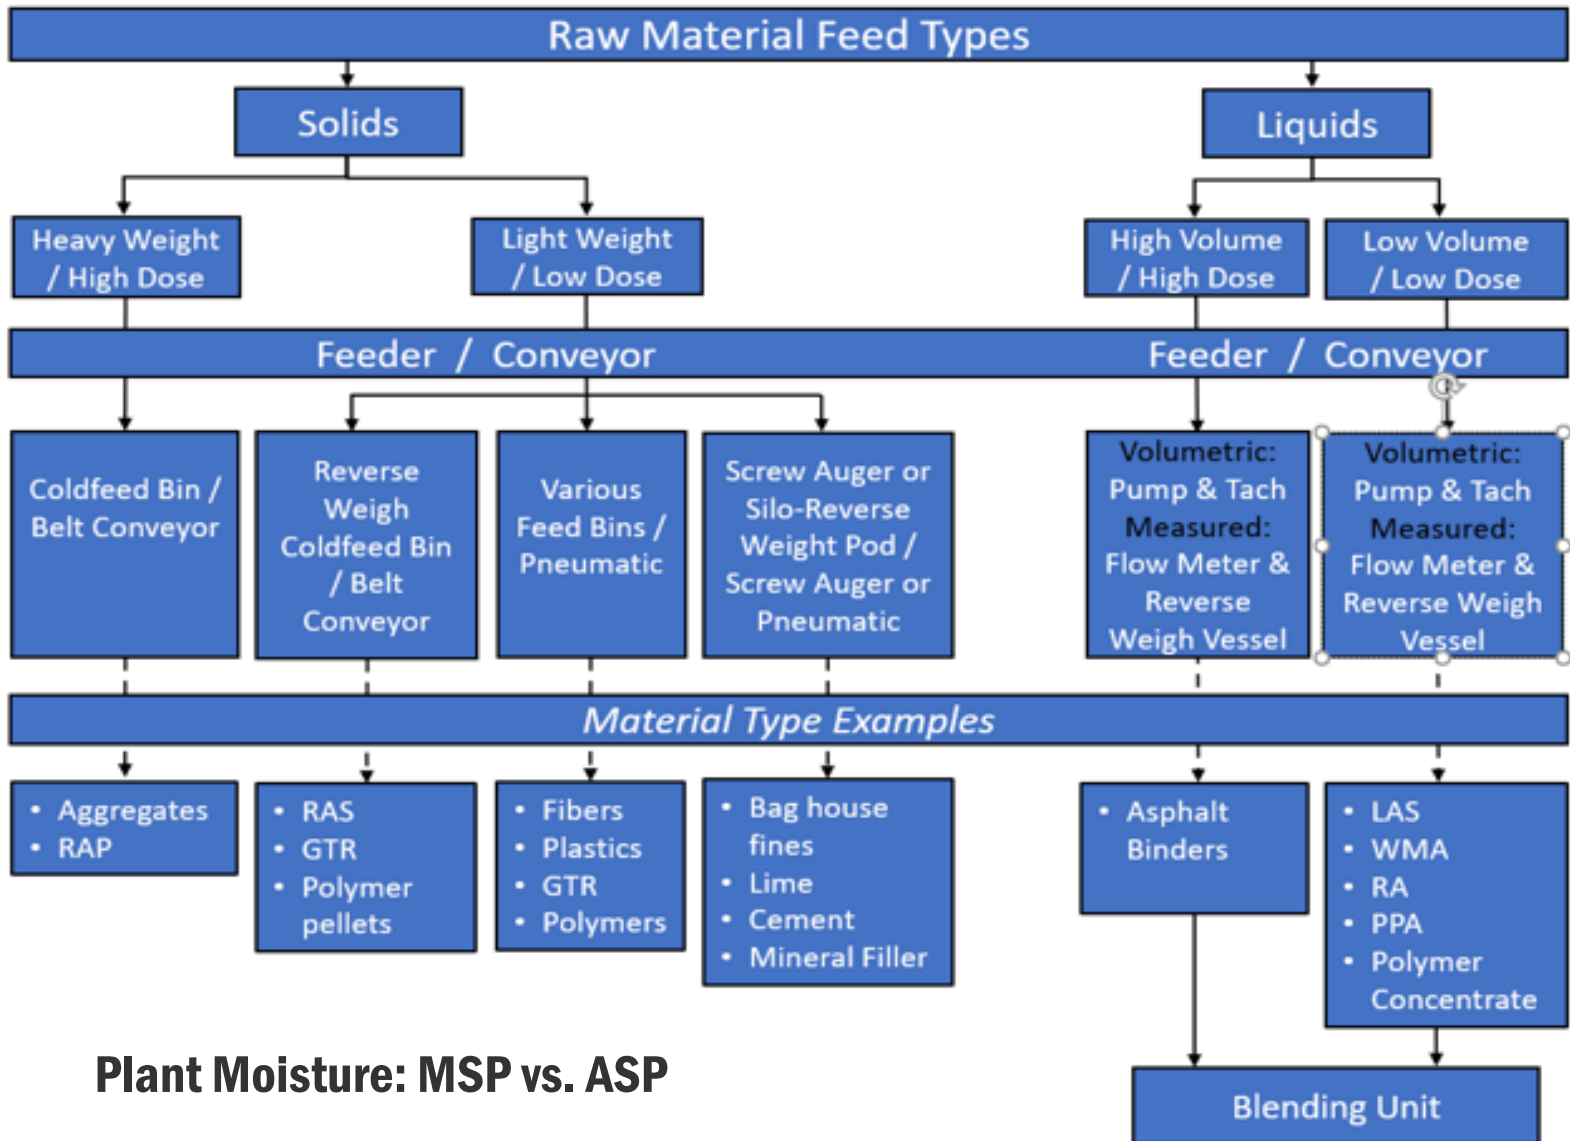 Raw Material Feed Types
Solids
Liquids
Heavy Weight
/ High Dose
Light Weight
/ Low Dose
High Volume
/ High Dose
Low Volume
/ Low Dose
Feeder / Conveyor
Feeder / Conveyor
Coldfeed Bin /
Belt Conveyor
Reverse
Weigh
Coldfeed Bin
/ Belt
Conveyor
Various
Feed Bins /
Pneumatic
Screw Auger or
Silo-Reverse
Weight Pod /
Screw Auger or
Pneumatic
Volumetric:
Pump & Tach
Measured:
Flow Meter &
Reverse
Weigh Vessel
Volumetric:
Pump & Tach
Measured:
Flow Meter &
Reverse Weigh
Vessel
Material Type Examples
• Aggregates
• RAP
• RAS
• GTR
• Polymer
pellets
• Fibers
• Plastics
• GTR
• Polymers
• Bag house
fines
• Lime
• Cement
• Mineral Filler
• Asphalt
Binders
• LAS
• WMA
• RA
• PPA
• Polymer
Concentrate
Plant Moisture: MSP vs. ASP
Blending Unit